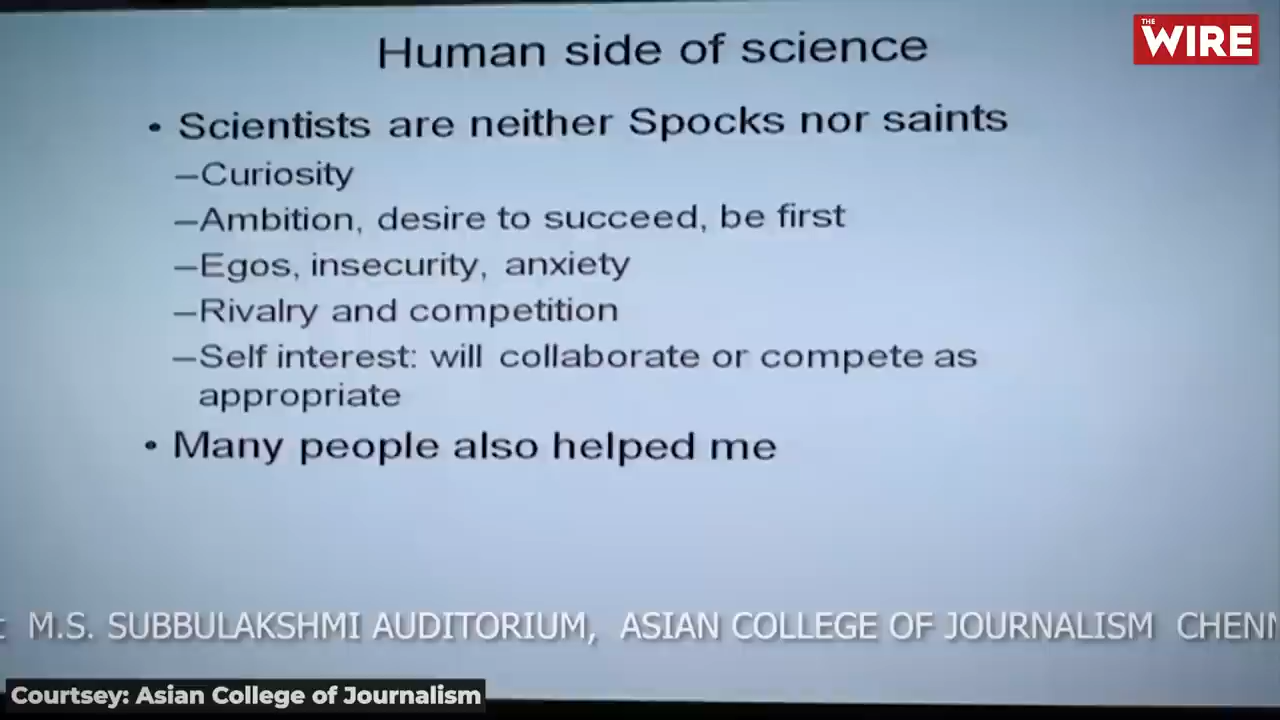 THE
WIRE
Human side of science
• Scientists are neither Spocks nor saints
–Curiosity
–Ambition, desire to succeed, be first
–Egos, insecurity, anxiety
–Rivalry and competition
–Self interest: will collaborate or compete as
appropriate
• Many people also helped me
M.S. SUBBULAKSHMI AUDITORIUM, ASIAN COLLEGE OF JOURNALISM CHENN
Courtsey: Asian College of Journalism